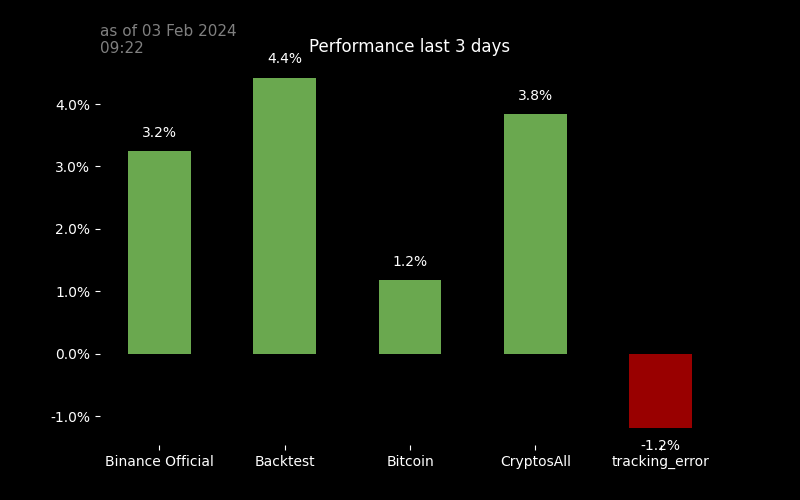 as of 03 Feb 2024
09:22
Performance last 3 days
4.4%
4.0%
3.8%
3.2%
3.0%
2.0%
1.2%
1.0%
0.0%
-1.0%
-1.2%
Binance Official
Backtest
Bitcoin
CryptosAll
tracking_error